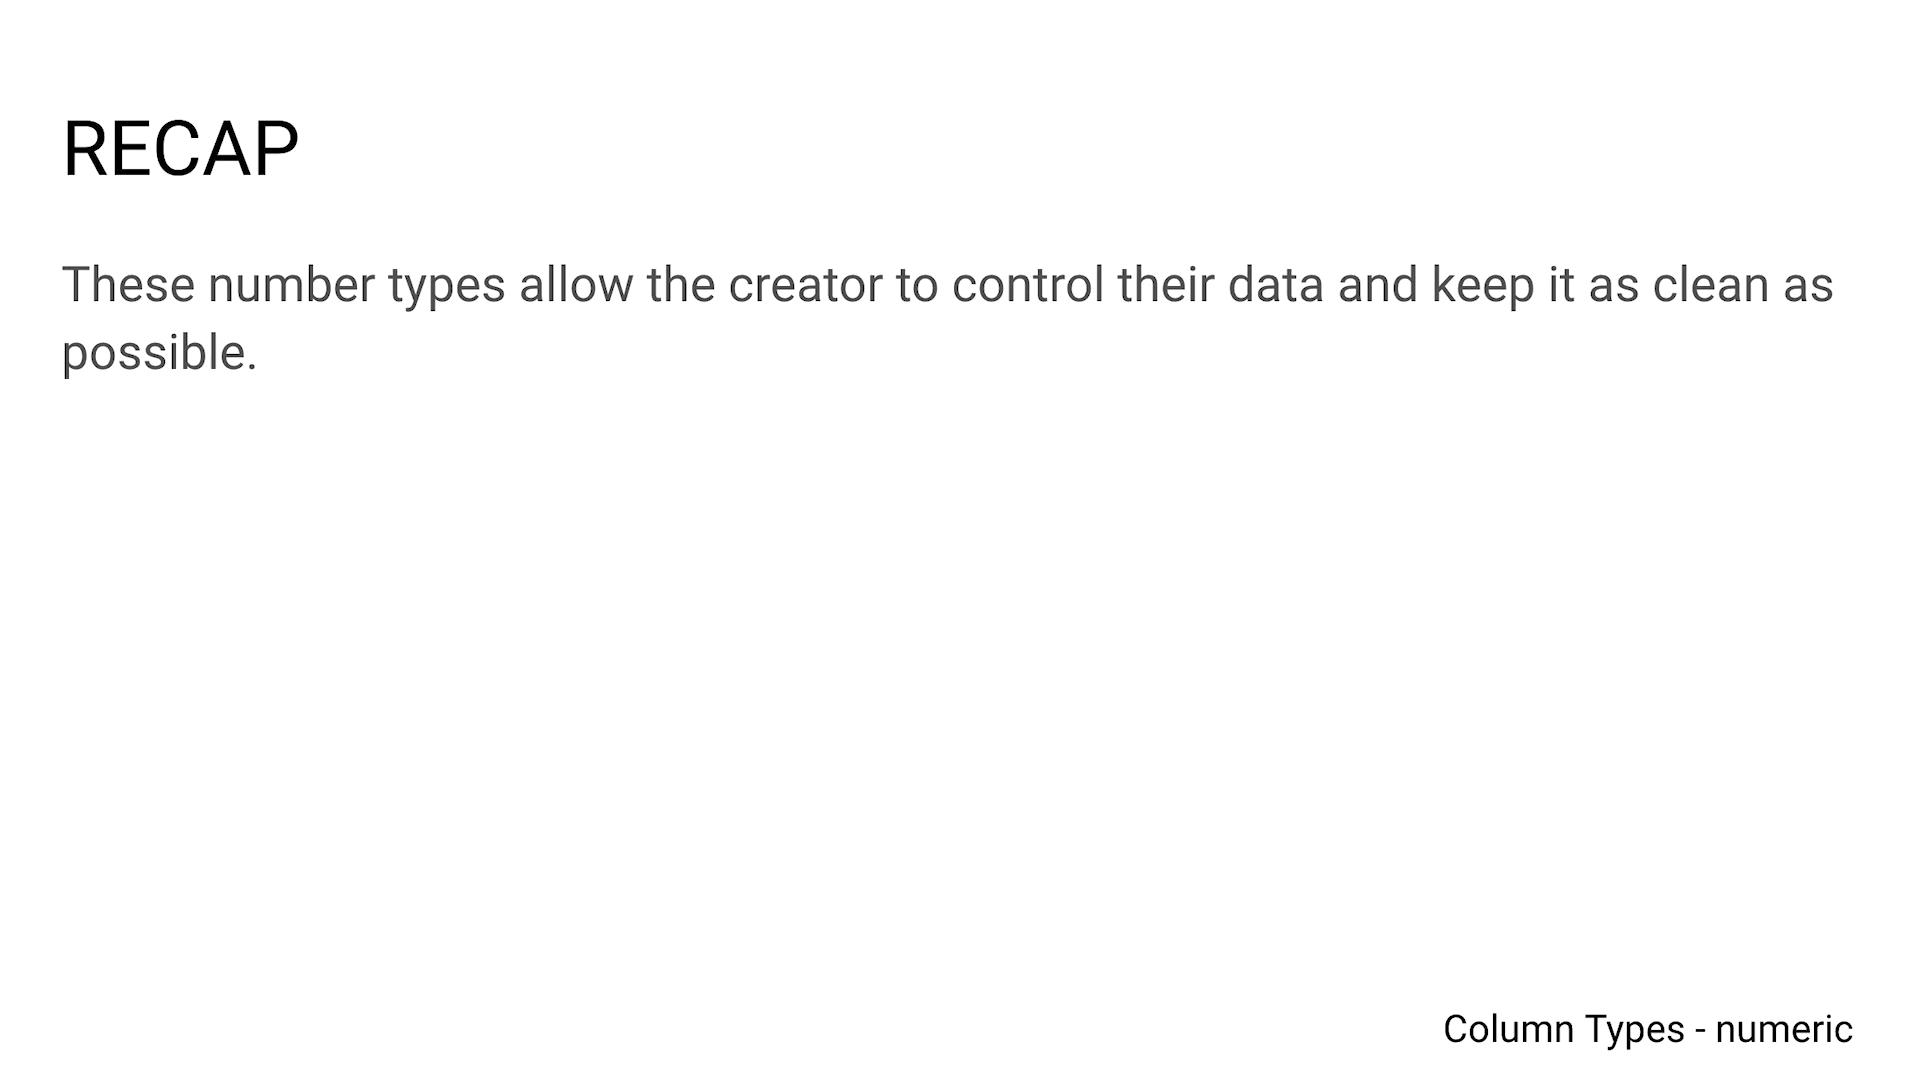 RECAP
These number types allow the creator to control their data and keep it as clean as
possible.
Column Types - numeric